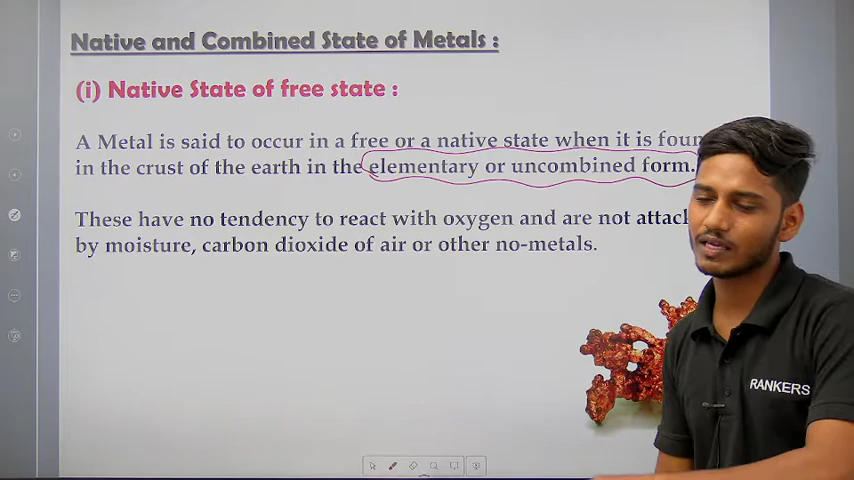 Native and Combined State of Metals :
(i) Native State of free state :
A Metal is said to occur in a free or a native state when it is
in the crust of the earth in the elementary or uncombined form.
These have no tendency to react with oxygen and are not
by moisture, carbon dioxide of air or other no-metals.
RANKERS